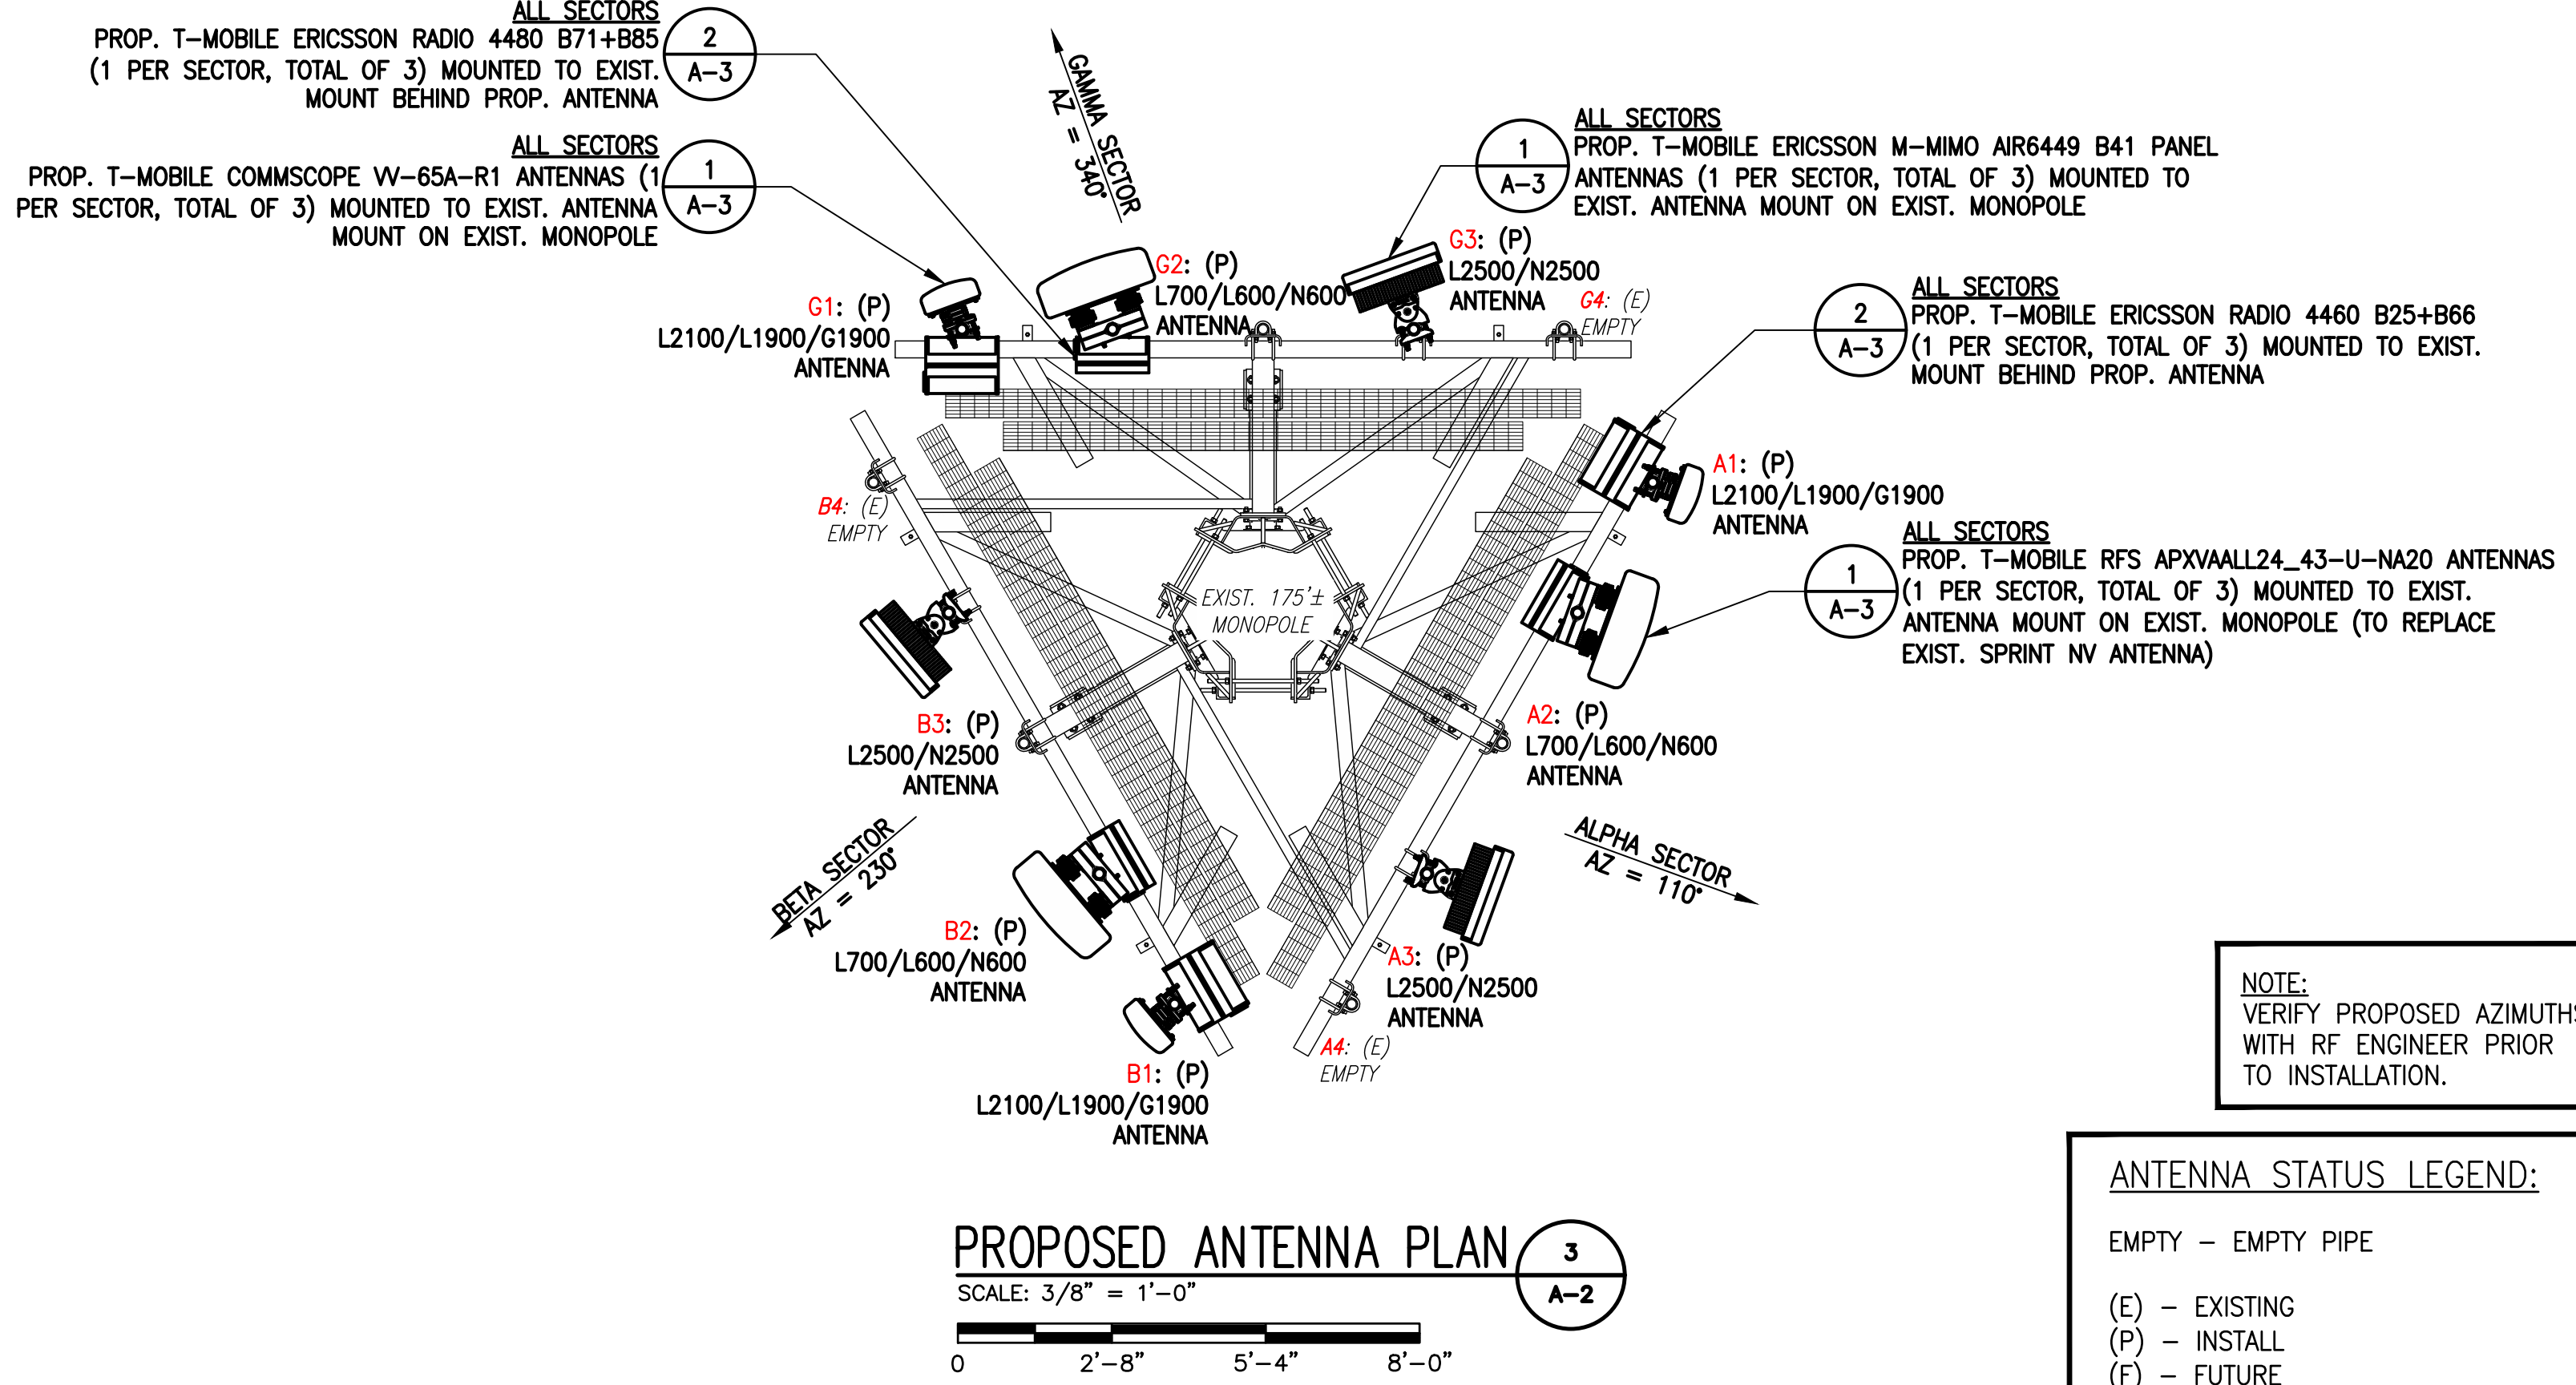 ALL SECTORS
PROP. T-MOBILE ERICSSON RADIO 4480 B71+B85
(1 PER SECTOR, TOTAL OF 3) MOUNTED TO EXIST.
MOUNT BEHIND PROP. ANTENNA
2
A-3
ALL SECTORS
PROP. T-MOBILE COMMSCOPE VV-65A-R1 ANTENNAS (1
PER SECTOR, TOTAL OF 3) MOUNTED TO EXIST. ANTENNA
MOUNT ON EXIST. MONOPOLE
1
A-3
GAMMA SECTOR
AZ = 340°
1
A-3
ALL SECTORS
PROP. T-MOBILE ERICSSON M-MIMO AIR6449 B41 PANEL
ANTENNAS (1 PER SECTOR, TOTAL OF 3) MOUNTED TO
EXIST. ANTENNA MOUNT ON EXIST. MONOPOLE
G1: (P)
L2100/L1900/G1900
ANTENNA
G2: (P)
L700/L600/N600
ANTENNA
G3: (P)
L2500/N2500
ANTENNA
G4: (E)
EMPTY
2
A-3
ALL SECTORS
PROP. T-MOBILE ERICSSON RADIO 4460 B25+B66
(1 PER SECTOR, TOTAL OF 3) MOUNTED TO EXIST.
MOUNT BEHIND PROP. ANTENNA
A1: (P)
L2100/L1900/G1900
ANTENNA
1
A-3
ALL SECTORS
PROP. T-MOBILE RFS APXVAALL24_43-U-NA20 ANTENNAS
(1 PER SECTOR, TOTAL OF 3) MOUNTED TO EXIST.
ANTENNA MOUNT ON EXIST. MONOPOLE (TO REPLACE
EXIST. SPRINT NV ANTENNA)
B4: (E)
EMPTY
EXIST. 175'±
MONOPOLE
B3: (P)
L2500/N2500
ANTENNA
A2: (P)
L700/L600/N600
ANTENNA
BETA SECTOR
AZ = 230°
ALPHA SECTOR
AZ = 110°
B2: (P)
L700/L600/N600
ANTENNA
A3: (P)
L2500/N2500
ANTENNA
A4: (E)
EMPTY
B1: (P)
L2100/L1900/G1900
ANTENNA
NOTE:
VERIFY PROPOSED AZIMUTHS
WITH RF ENGINEER PRIOR
TO INSTALLATION.
ANTENNA STATUS LEGEND:
EMPTY - EMPTY PIPE
(E) - EXISTING
(P) - INSTALL
(F) - FUTURE
PROPOSED ANTENNA PLAN
3
A-2
SCALE: 3/8" = 1'-0"
0 2'-8" 5'-4" 8'-0"